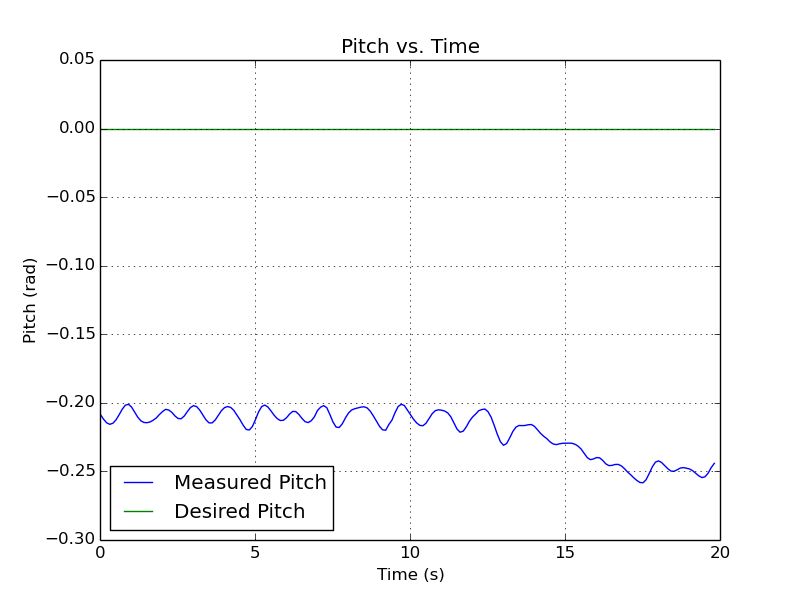 Pitch vs. Time
0.05
0.00
−0.05
−0.10
−0.15
−0.20
−0.25
−0.30
Pitch (rad)
Measured Pitch
Desired Pitch
0 5 10 15 20
Time (s)